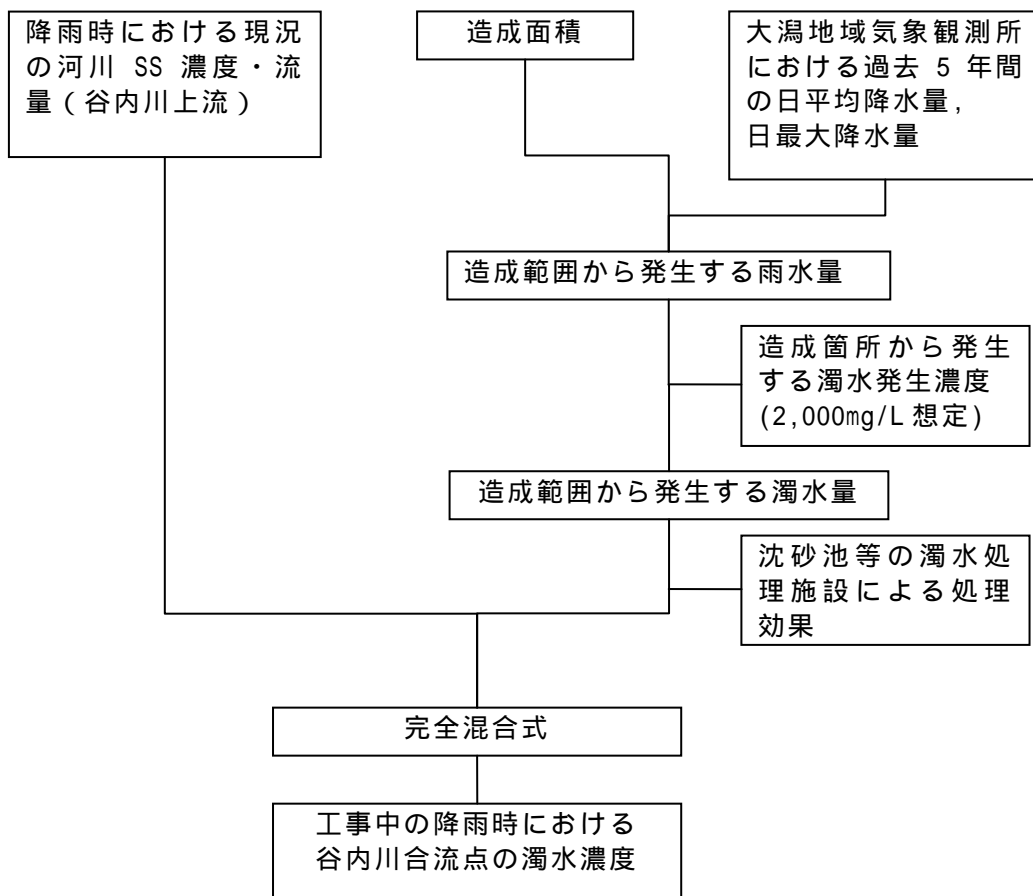 降雨時における現況
の河川 SS 濃度・流
量(谷内川上流)
造成面積
大潟地域気象観測所
における過去 5 年間
の日平均降水量,
日最大降水量
造成範囲から発生する雨水量
造成箇所から発生
する濁水発生濃度
(2,000mg/L 想定)
造成範囲から発生する濁水量
沈砂池等の濁水処
理施設による処理
効果
完全混合式
工事中の降雨時における
谷内川合流点の濁水濃度